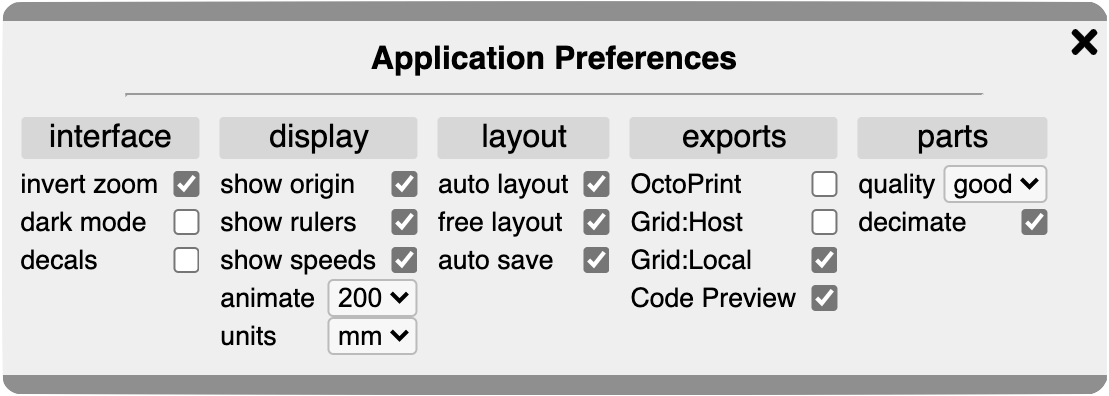 Application Preferences
interface
invert zoom
dark mode
decals
display
show origin
show rulers
show speeds
animate 200
units mm
layout
auto layout
free layout
auto save
exports
OctoPrint
Grid:Host
Grid:Local
Code Preview
parts
quality good
decimate